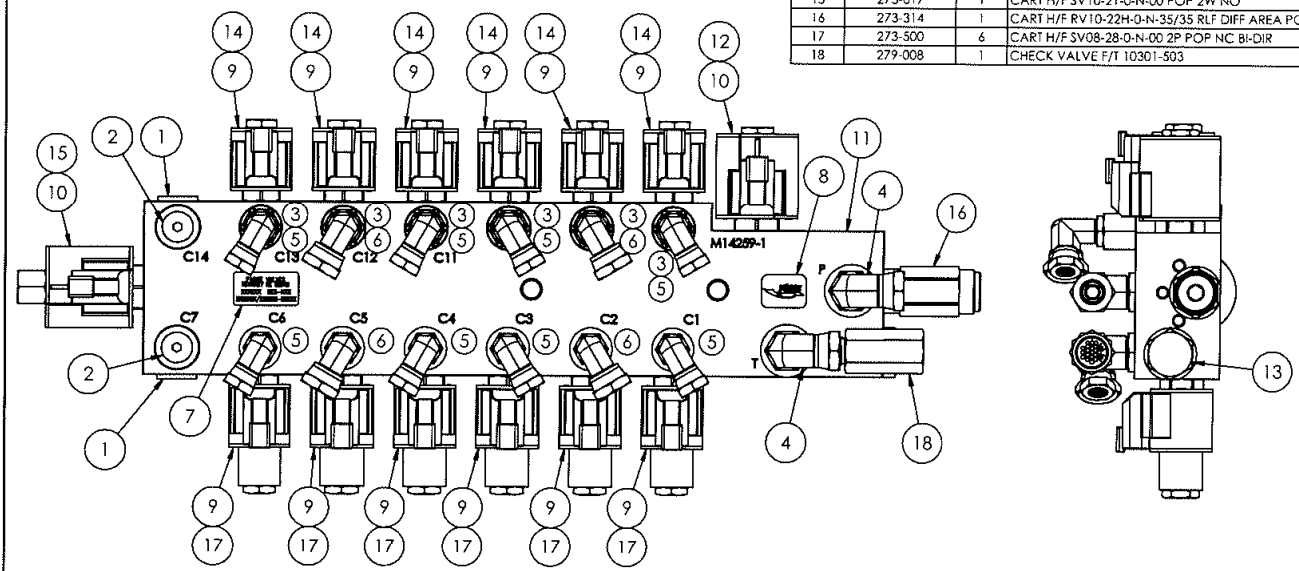 15 273-017 1 CART H/F SV10-21-0-N-00 POP 2W NO
16 273-314 1 CART H/F RV10-22H-0-N-35/35 RLF DIFF AREA PO
17 273-500 6 CART H/F SV08-28-0-N-00 2P POP NC BI-DIR
18 279-008 1 CHECK VALVE F/T 10301-503
14 14 14 14 14 14 12
9 9 9 9 9 9 10
15 2 1 11
10 8 4 16
3 3 3 3 3 M14259-1
5 6 5 5 6 3
C14 C13 C12 C11 5
P
C7 C6 C5 C4 C3 C2 C1
5 6 5 5 6 5 T
2
1 7 4 18 13
9 9 9 9 9 9
17 17 17 17 17 17